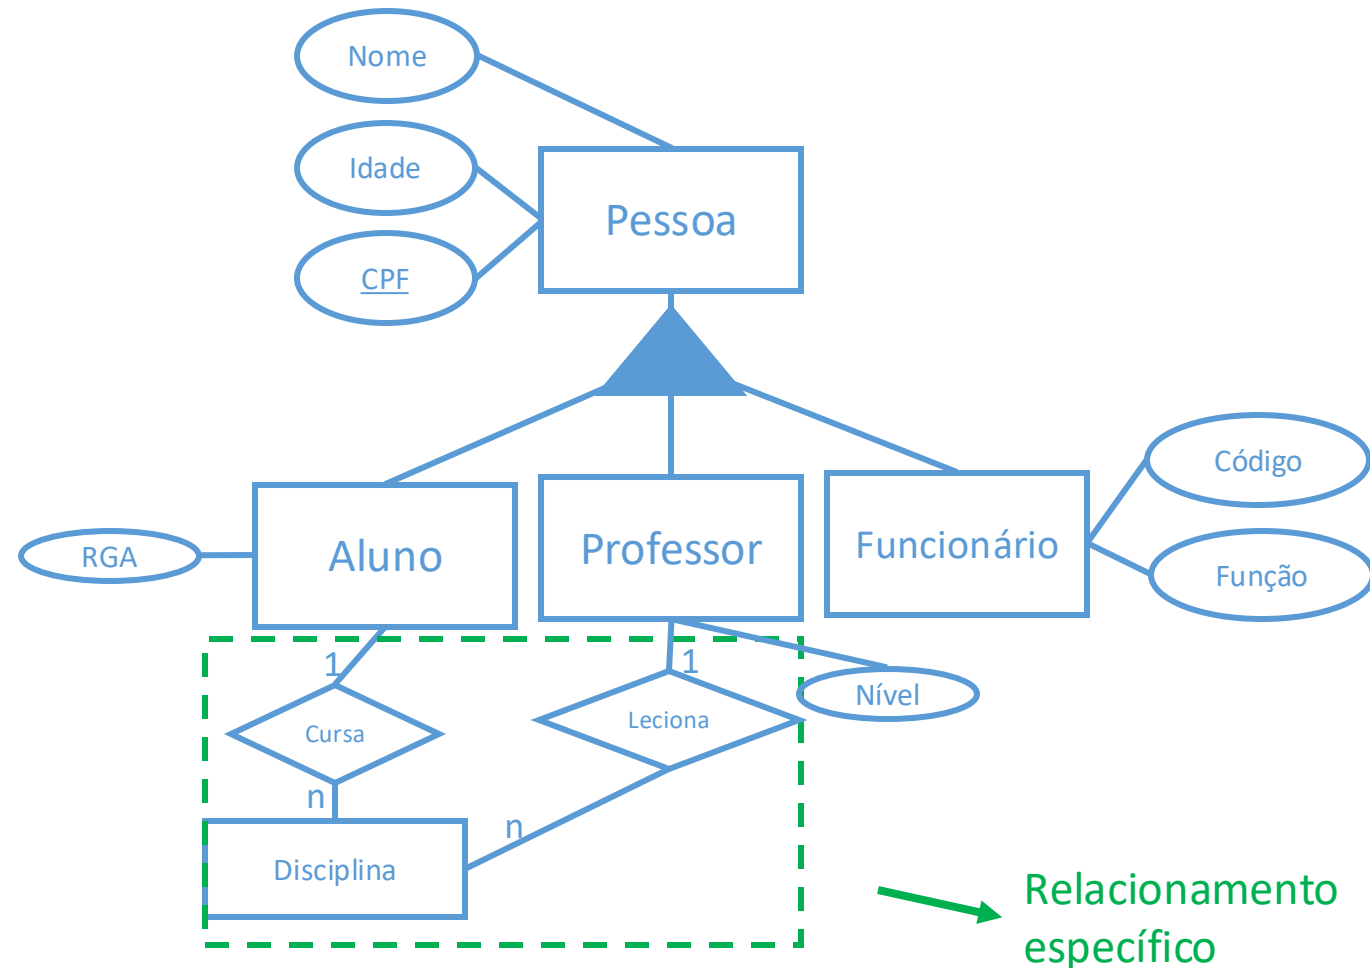 Nome
Idade
Pessoa
CPF
Código
RGA
Aluno
Professor
Funcionário
Função
1
1
Nível
Cursa
Leciona
n
n
Disciplina
Relacionamento
específico